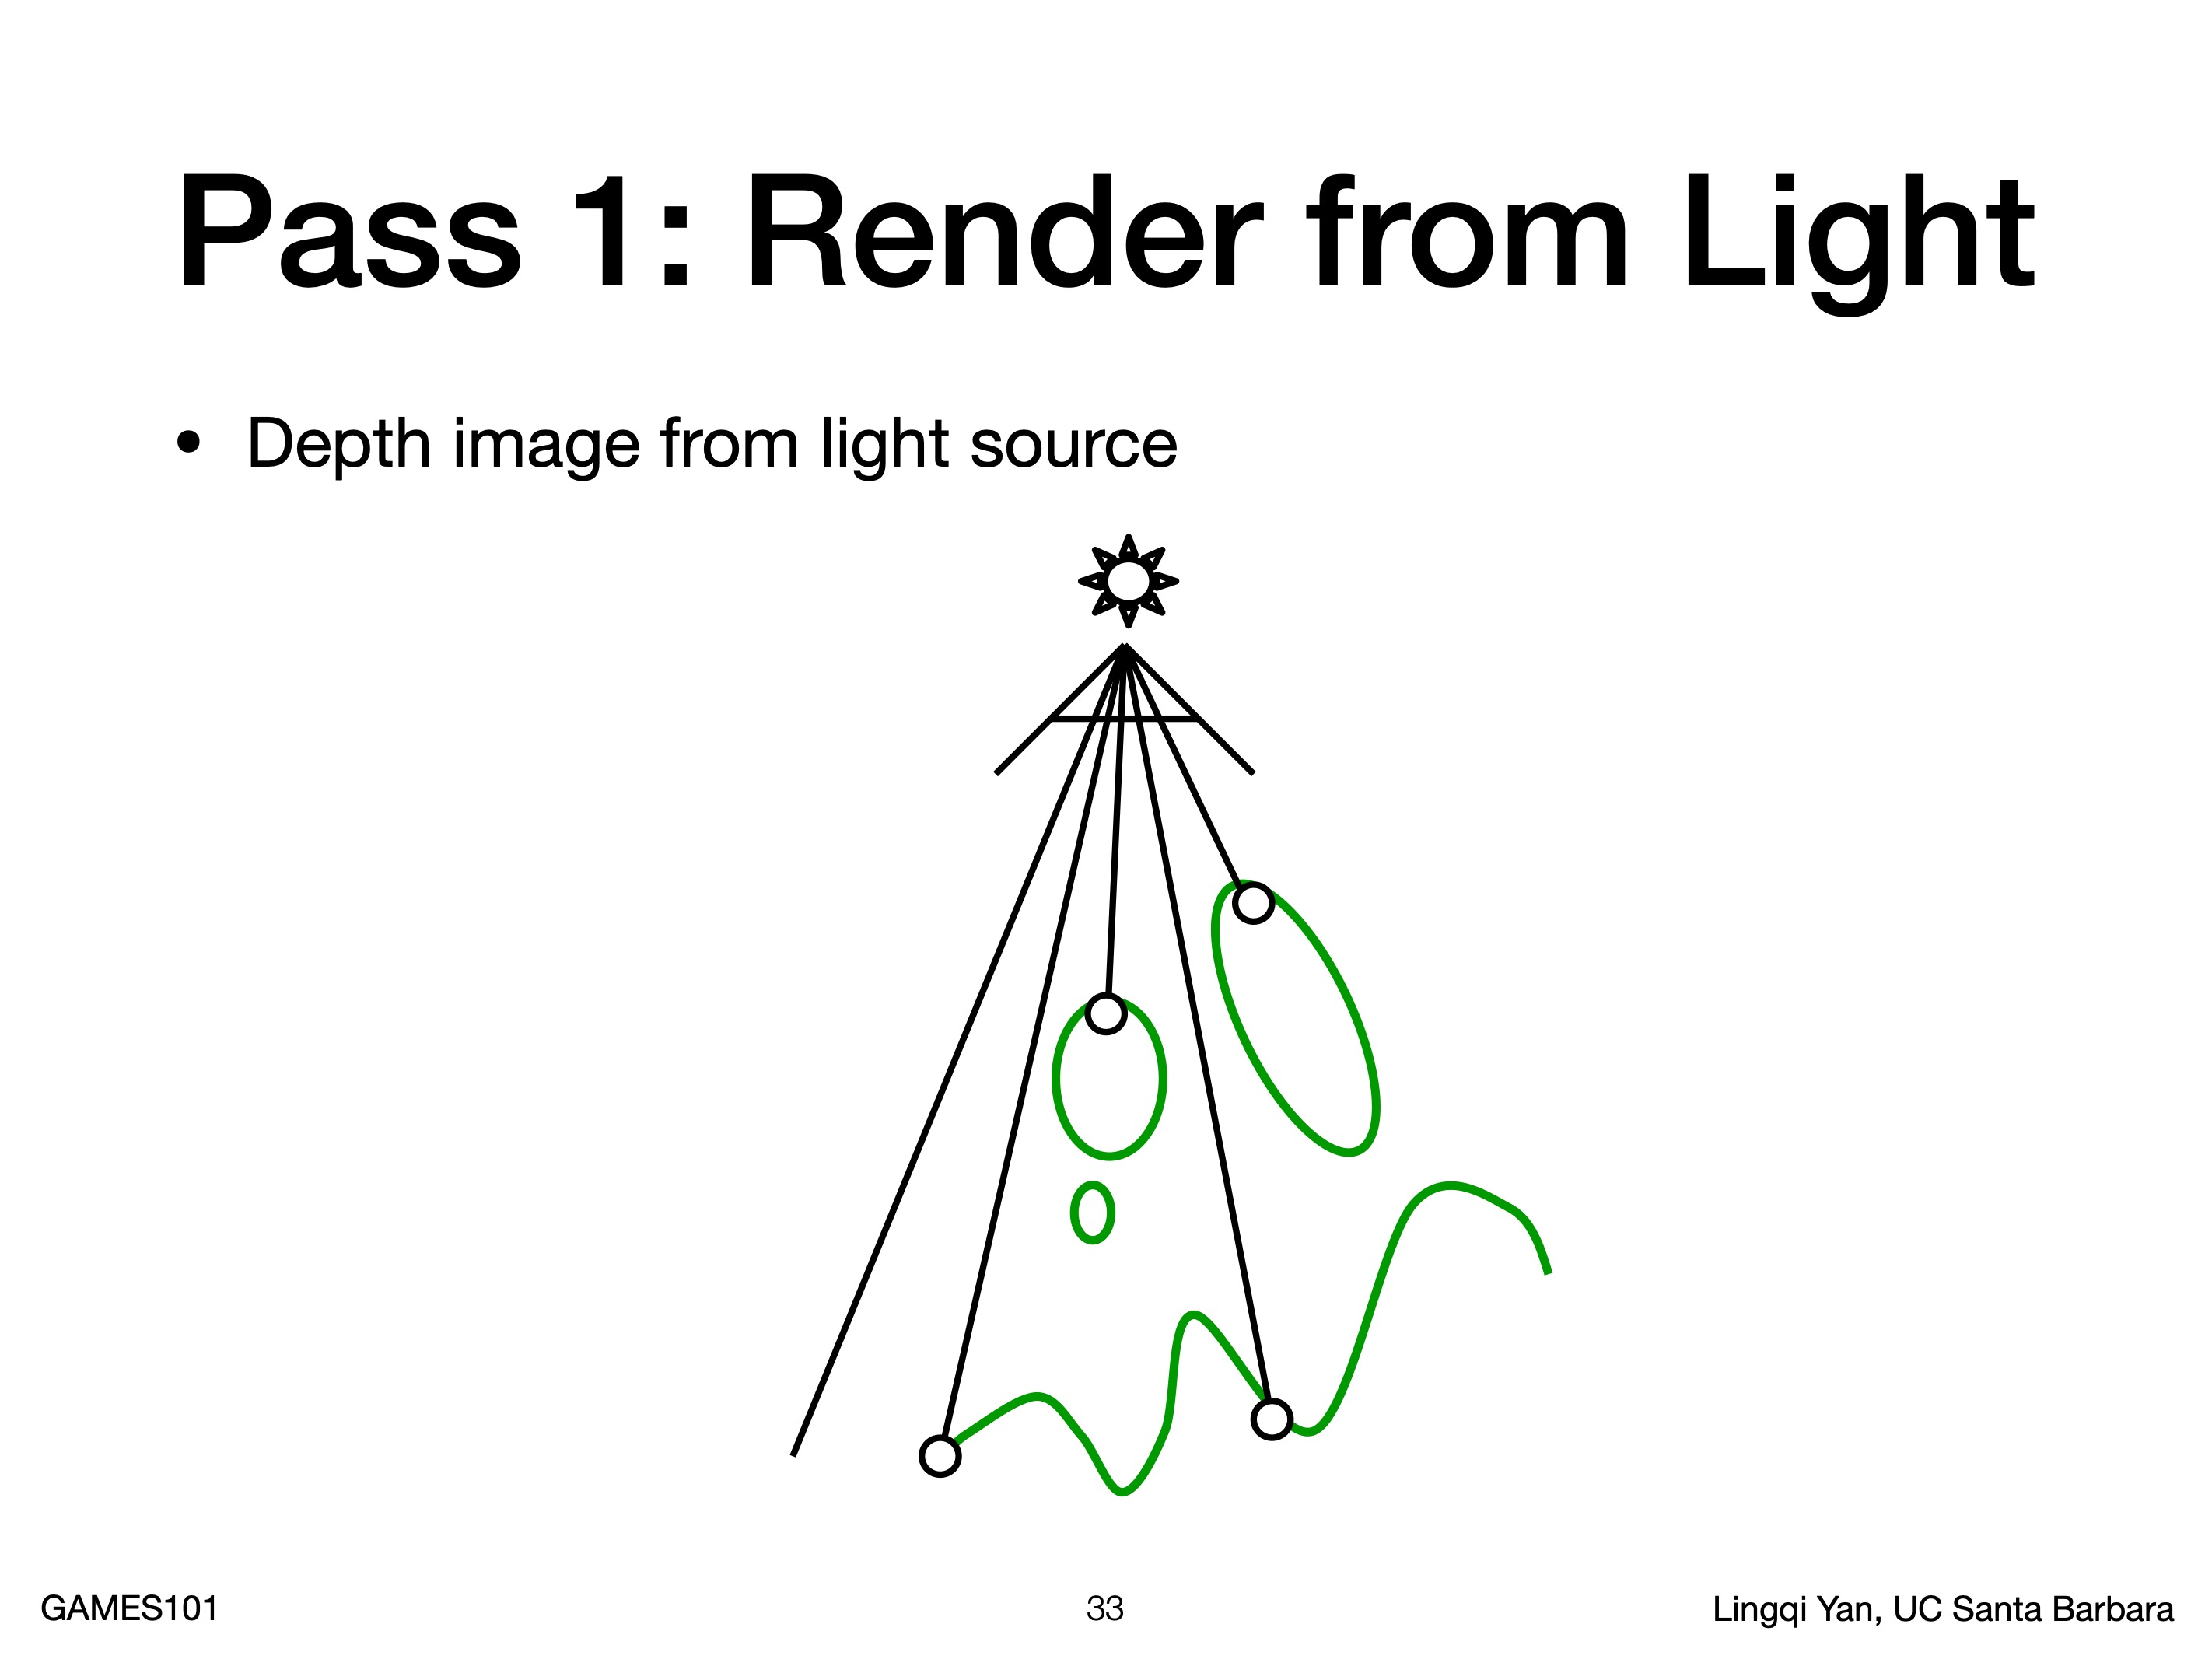 Pass 1: Render from Light
• Depth image from light source
GAMES101
33
Lingqi Yan, UC Santa Barbara